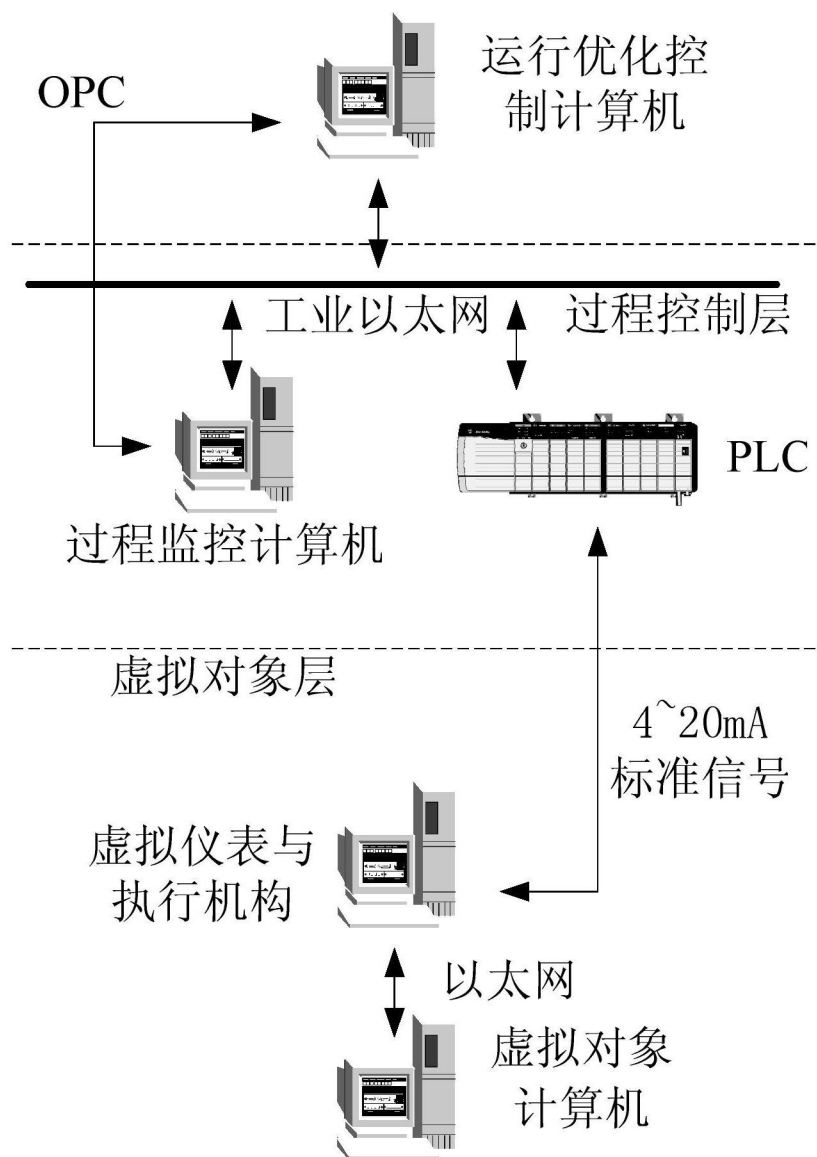 OPC
运行优化控
制计算机
工业以太网
过程控制层
PLC
过程监控计算机
虚拟对象层
4~20mA
标准信号
虚拟仪表与
执行机构
以太网
虚拟对象
计算机